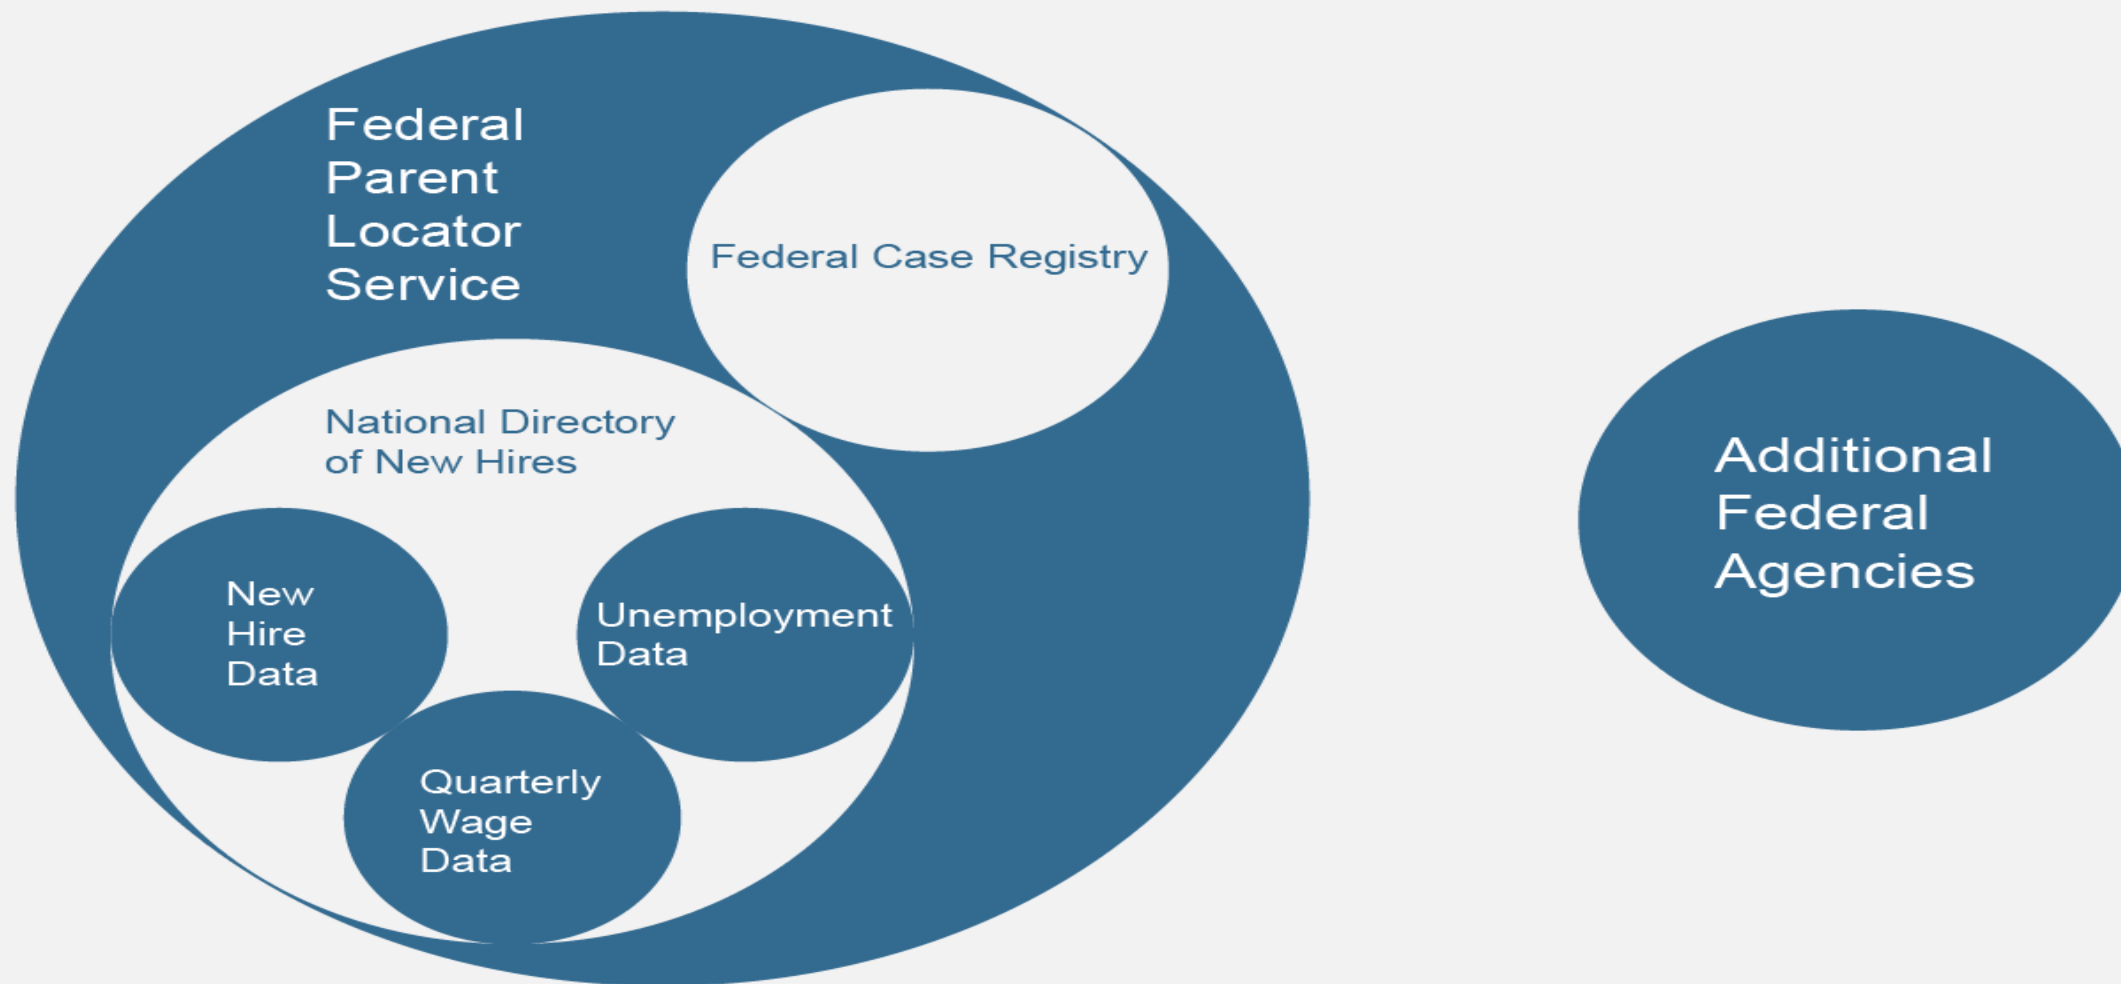 Federal
Parent
Locator
Service
Federal Case Registry
National Directory
of New Hires
New
Hire
Data
Unemployment
Data
Quarterly
Wage
Data
Additional
Federal
Agencies